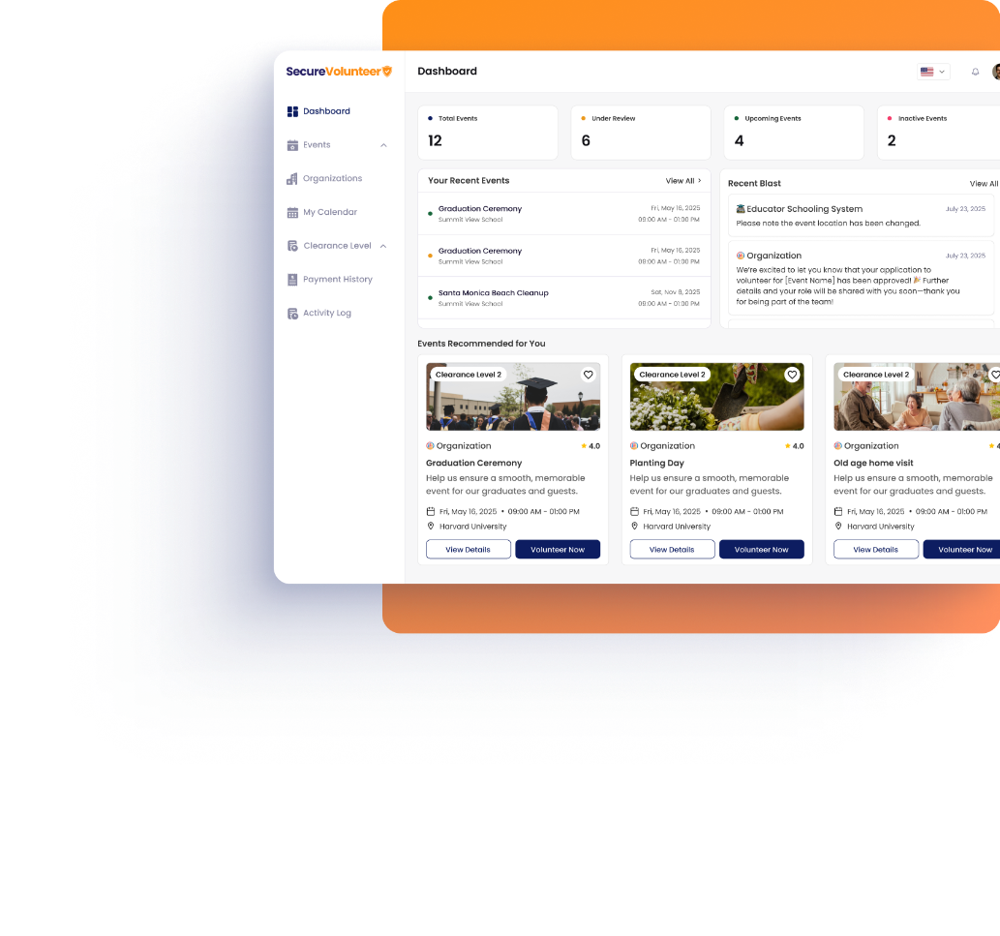 SecureVolunteer
Dashboard
Events
Organizations
My Calendar
Clearance Level
Payment History
Activity Log
Dashboard
Total Events
12
Under Review
6
Upcoming Events
4
Inactive Events
2
Your Recent Events
View All
Graduation Ceremony
Fri, May 16, 2025
Summit View School
09:00 AM - 01:00 PM
Graduation Ceremony
Fri, May 16, 2025
Summit View School
09:00 AM - 01:00 PM
Santa Monica Beach Cleanup
Sat, Nov 8, 2025
Summit View School
09:00 AM - 01:00 PM
Recent Blast
View All
Educator Schooling System
July 23, 2025
Please note the event location has been changed.
Organization
July 23, 2025
We're excited to let you know that your application to
volunteer for [Event Name] has been approved! 🎉 Further
details and your role will be shared with you soon—thank you
for being part of the team!
Events Recommended for You
Clearance Level 2
Organization
4.0
Graduation Ceremony
Help us ensure a smooth, memorable
event for our graduates and guests.
Fri, May 16, 2025 • 09:00 AM - 01:00 PM
Harvard University
View Details
Volunteer Now
Clearance Level 2
Organization
4.0
Planting Day
Help us ensure a smooth, memorable
event for our graduates and guests.
Fri, May 16, 2025 • 09:00 AM - 01:00 PM
Harvard University
View Details
Volunteer Now
Clearance Level 2
Organization
Old age home visit
Help us ensure a smooth, memorable
event for our graduates and guests.
Fri, May 16, 2025 • 09:00 AM - 01:00 PM
Harvard University
View Details
Volunteer Now